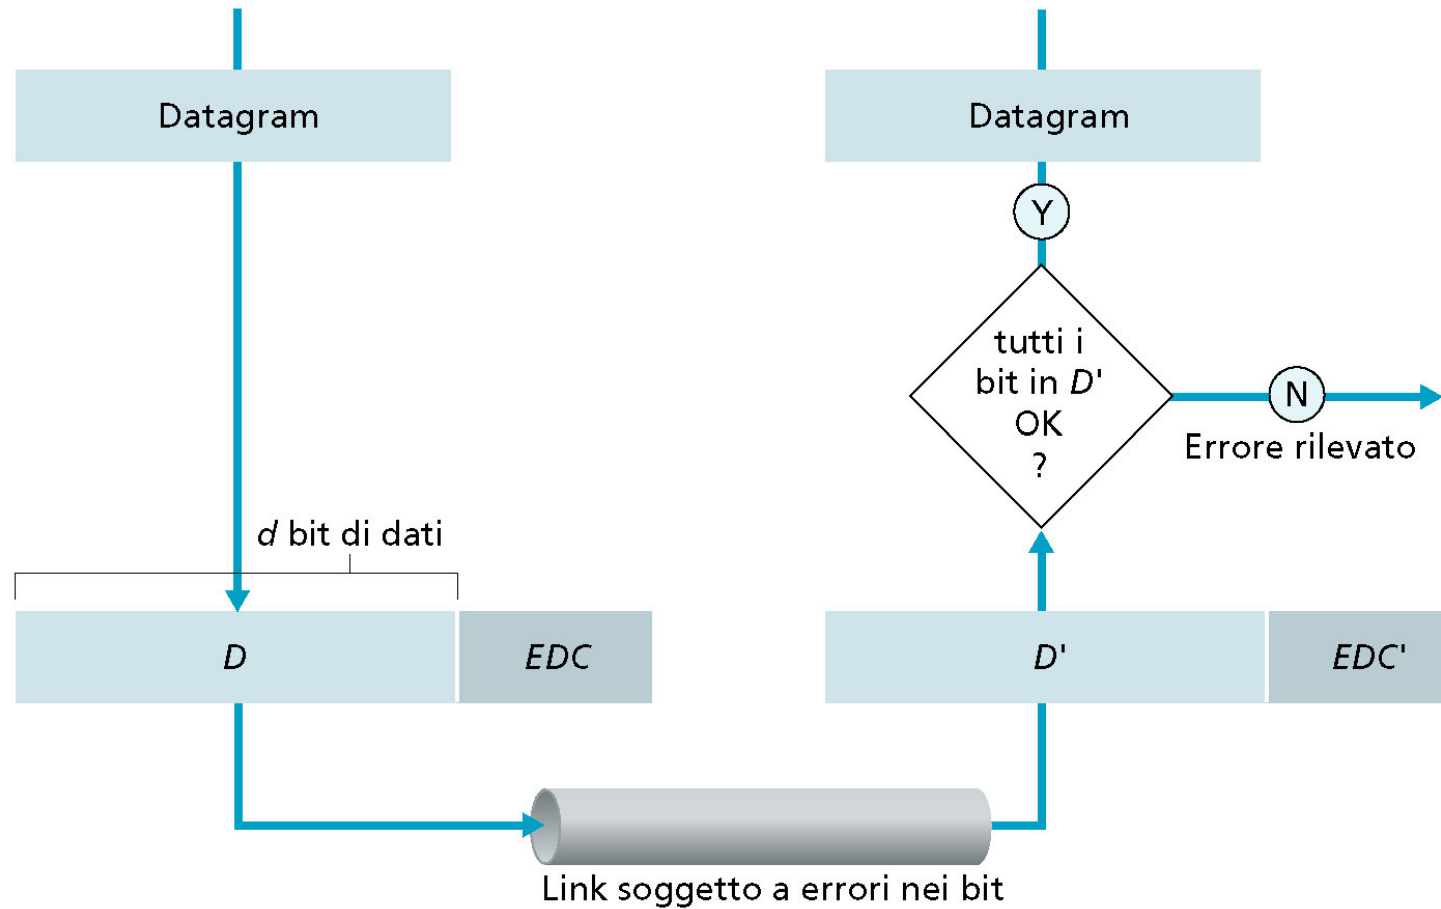 Datagram
Datagram
Y
tutti i
bit in D'
OK
?
N
Errore rilevato
d bit di dati
D
EDC
D'
EDC'
Link soggetto a errori nei bit